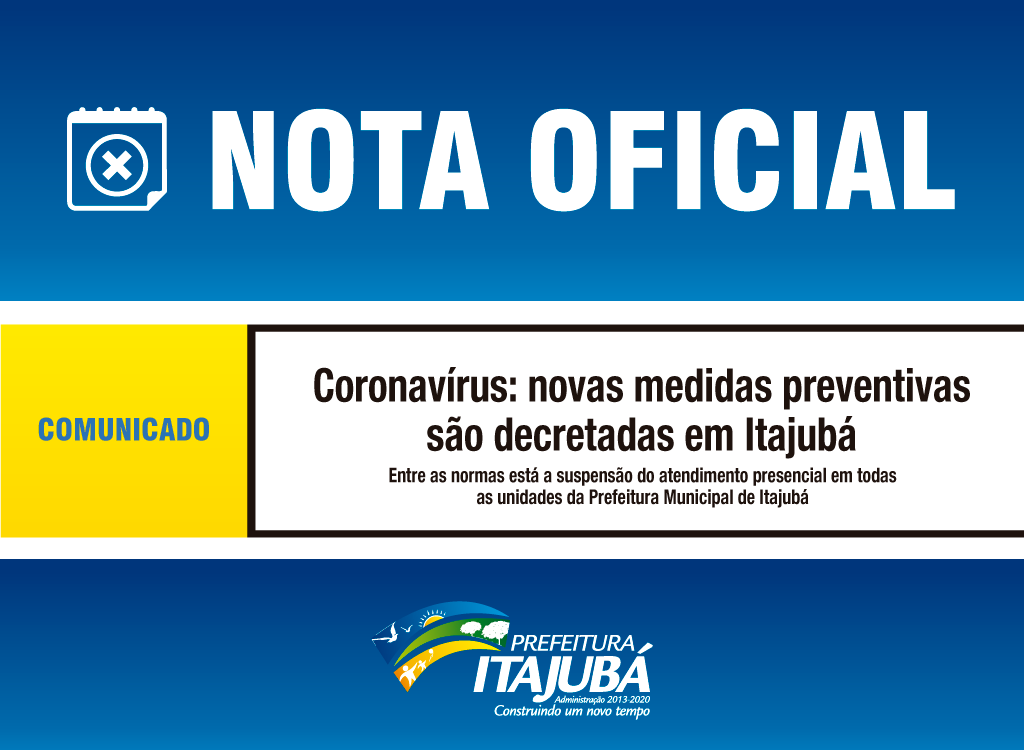 NOTA OFICIAL
COMUNICADO
Coronavírus: novas medidas preventivas
são decretadas em Itajubá
Entre as normas está a suspensão do atendimento presencial em todas
as unidades da Prefeitura Municipal de Itajubá
PREFEITURA
ITAJUBÁ
Administração 2013-2020
Construindo um novo tempo